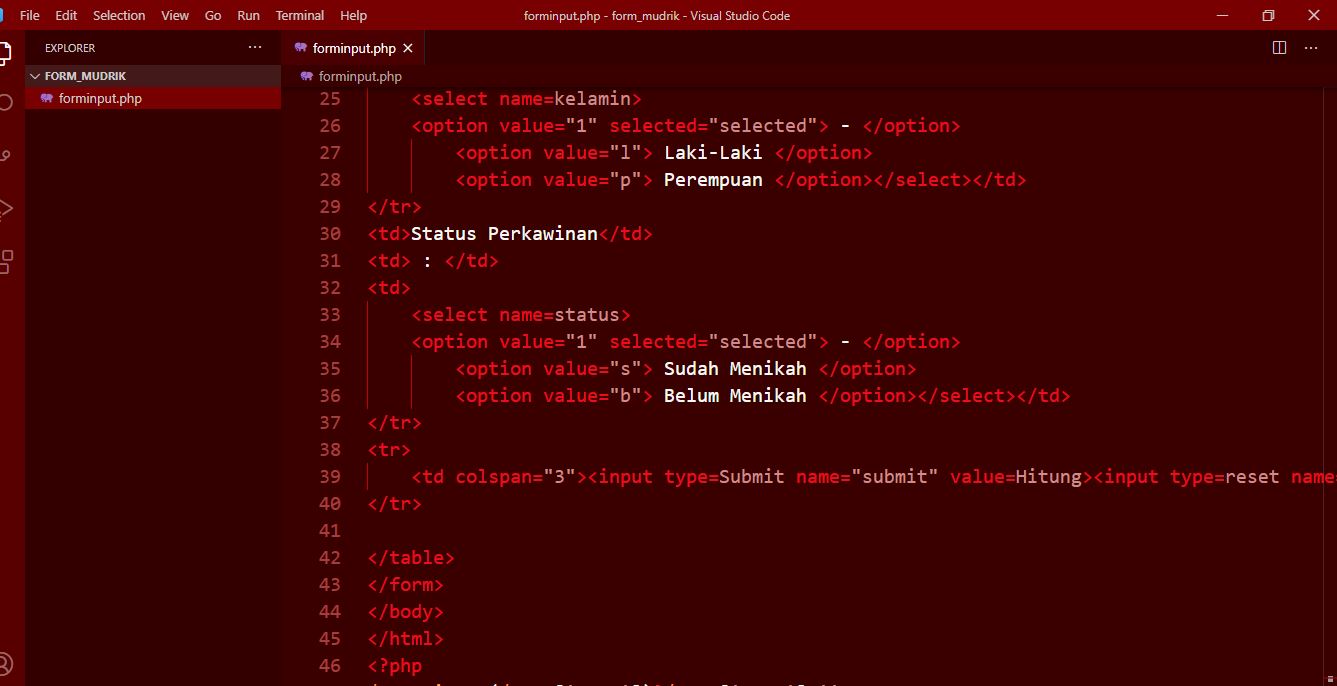 File Edit Selection View Go Run Terminal Help forminput.php - form_mudrik - Visual Studio Code
EXPLORER ···
FORM_MUDRIK
forminput.php
forminput.php ×
forminput.php
25 <select name=kelamin>
26 <option value="1" selected="selected"> - </option>
27 <option value="l"> Laki-Laki </option>
28 <option value="p"> Perempuan </option></select></td>
29 </tr>
30 <td>Status Perkawinan</td>
31 <td> : </td>
32 <td>
33 <select name=status>
34 <option value="1" selected="selected"> - </option>
35 <option value="s"> Sudah Menikah </option>
36 <option value="b"> Belum Menikah </option></select></td>
37 </tr>
38 <tr>
39 <td colspan="3"><input type=Submit name="submit" value=Hitung><input type=reset name=
40 </tr>
41
42 </table>
43 </form>
44 </body>
45 </html>
46 <?php